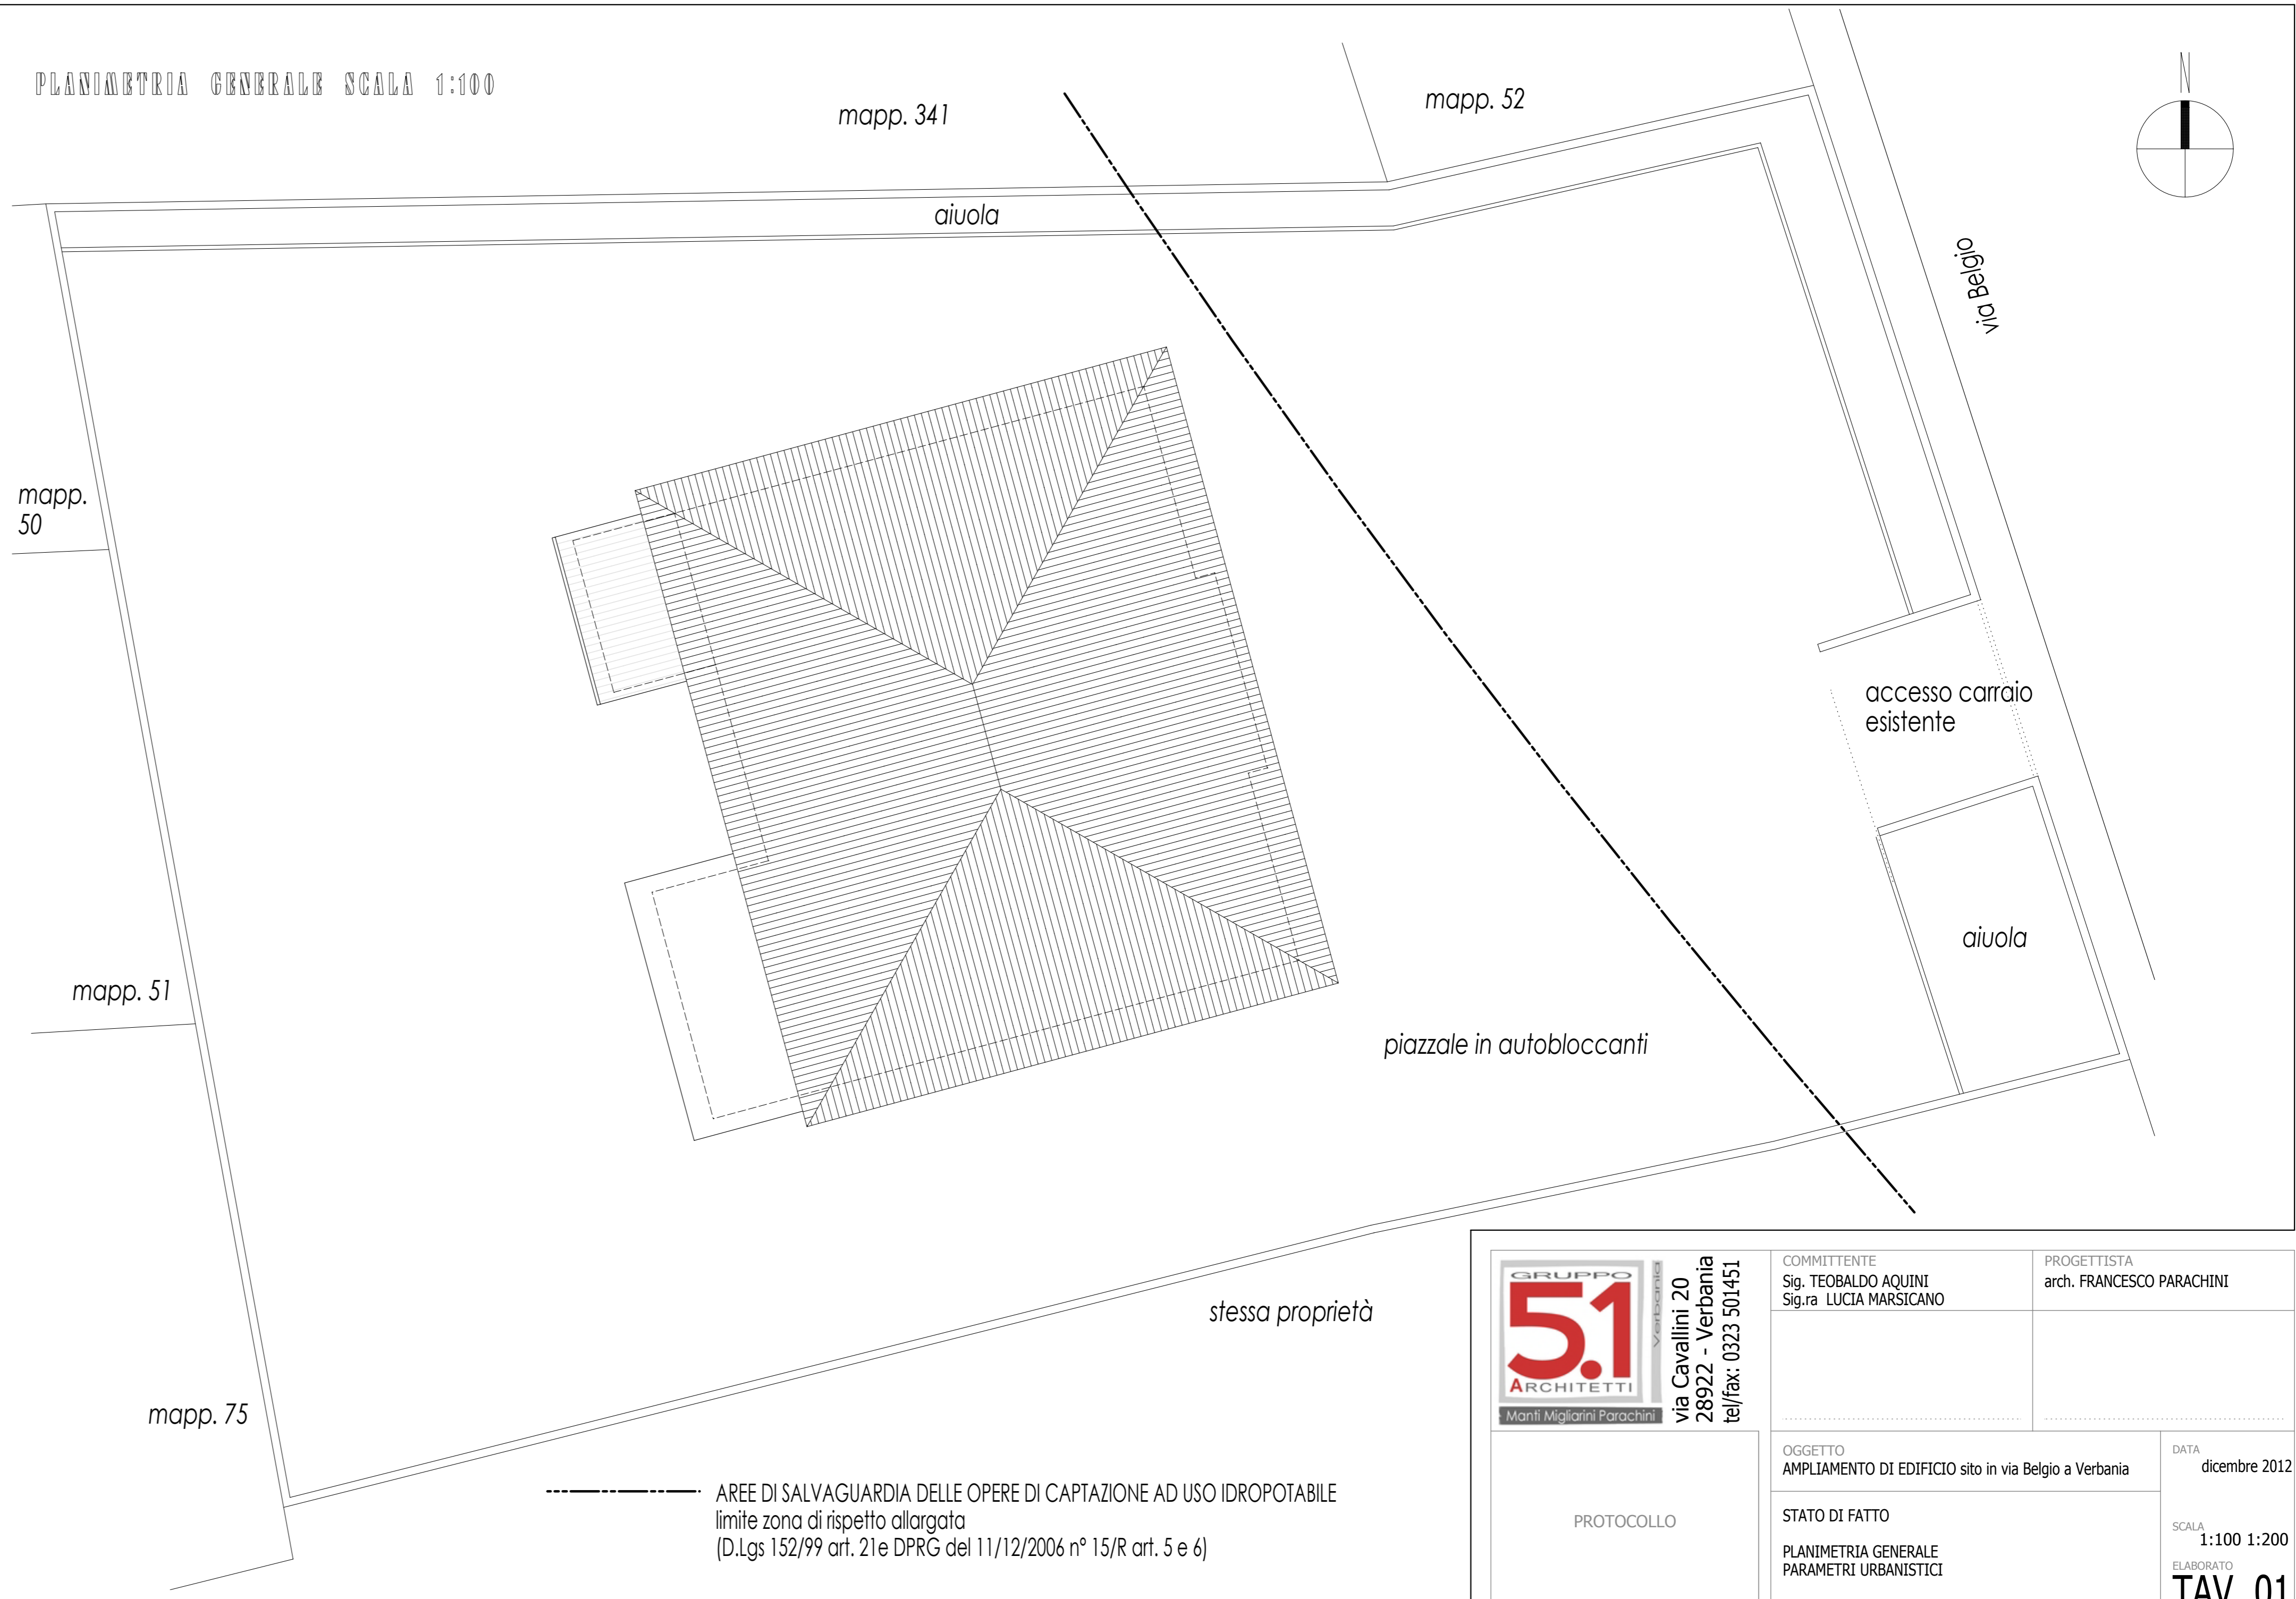 PLANIMETRIA GENERALE SCALA 1:100
mapp. 341
mapp. 52
N
aiuola
via Belgio
mapp.
50
accesso carraio
esistente
aiuola
mapp. 51
piazzale in autobloccanti
stessa proprietà
mapp. 75
AREE DI SALVAGUARDIA DELLE OPERE DI CAPTAZIONE AD USO IDROPOTABILE
limite zona di rispetto allargata
(D.Lgs 152/99 art. 21e DPRG del 11/12/2006 n° 15/R art. 5 e 6)
GRUPPO
5.1
ARCHITETTI
Verbania
Manti Migliarini Parachini
via Cavallini 20
28922 - Verbania
tel/fax: 0323 501451
COMMITTENTE
Sig. TEOBALDO AQUINI
Sig.ra LUCIA MARSICANO
PROGETTISTA
arch. FRANCESCO PARACHINI
PROTOCOLLO
OGGETTO
AMPLIAMENTO DI EDIFICIO sito in via Belgio a Verbania
DATA
dicembre 2012
STATO DI FATTO
PLANIMETRIA GENERALE
PARAMETRI URBANISTICI
SCALA
1:100 1:200
ELABORATO
TAV 01